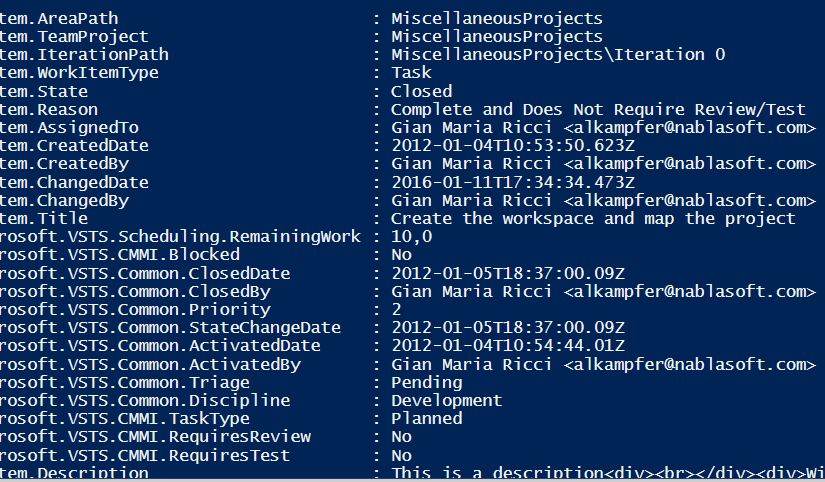 tem.AreaPath : MiscellaneousProjects
tem.TeamProject : MiscellaneousProjects
tem.IterationPath : MiscellaneousProjects\Iteration 0
tem.WorkItemType : Task
tem.State : Closed
tem.Reason : Complete and Does Not Require Review/Test
tem.AssignedTo : Gian Maria Ricci <alkampfer@nablasoft.com>
tem.CreatedDate : 2012-01-04T10:53:50.623Z
tem.CreatedBy : Gian Maria Ricci <alkampfer@nablasoft.com>
tem.ChangedDate : 2016-01-11T17:34:34.473Z
tem.ChangedBy : Gian Maria Ricci <alkampfer@nablasoft.com>
tem.Title : Create the workspace and map the project
rosoft.VSTS.Scheduling.RemainingWork : 10,0
rosoft.VSTS.CMMI.Blocked : No
rosoft.VSTS.Common.ClosedDate : 2012-01-05T18:37:00.09Z
rosoft.VSTS.Common.ClosedBy : Gian Maria Ricci <alkampfer@nablasoft.com>
rosoft.VSTS.Common.Priority : 2
rosoft.VSTS.Common.StateChangeDate : 2012-01-05T18:37:00.09Z
rosoft.VSTS.Common.ActivatedDate : 2012-01-04T10:54:44.01Z
rosoft.VSTS.Common.ActivatedBy : Gian Maria Ricci <alkampfer@nablasoft.com>
rosoft.VSTS.Common.Triage : Pending
rosoft.VSTS.Common.Discipline : Development
rosoft.VSTS.CMMI.TaskType : Planned
rosoft.VSTS.CMMI.RequiresReview : No
rosoft.VSTS.CMMI.RequiresTest : No
tem.Description : This is a description<div><br></div><div>Wi